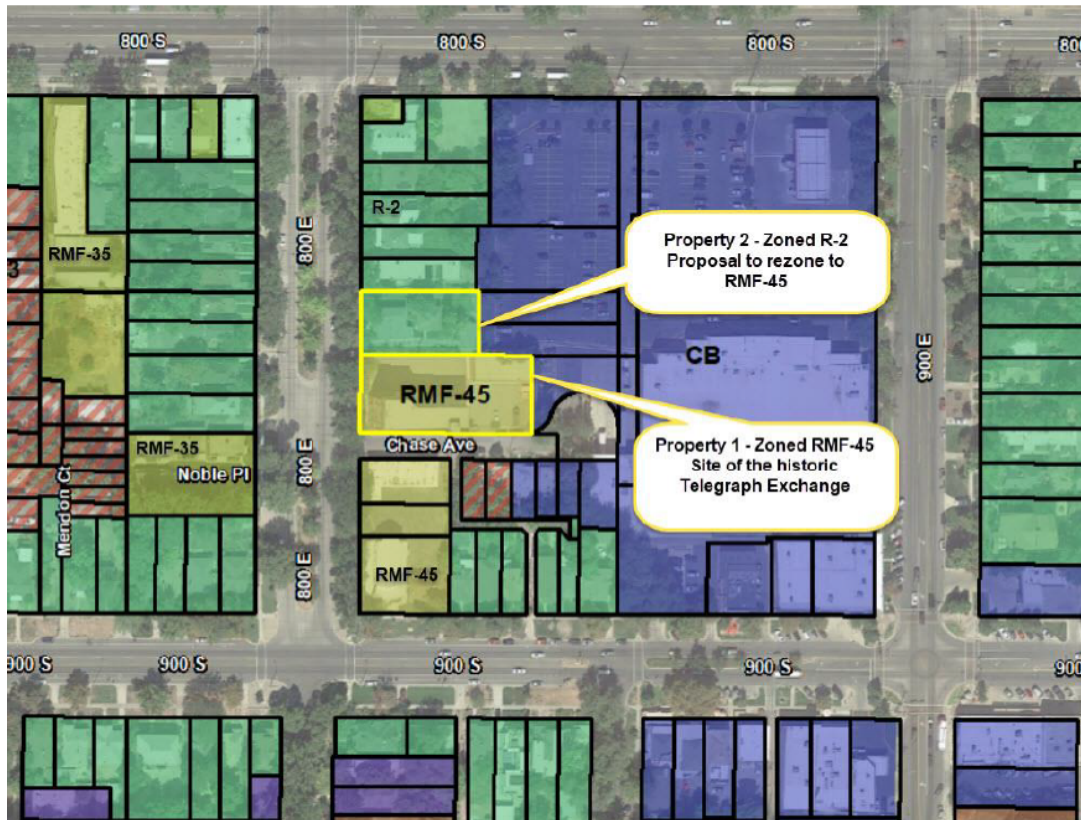 800 S
800 S
800 S
800
RMF-35
3
800 E
R-2
Property 2 - Zoned R-2
Proposal to rezone to
RMF-45
CB
900 E
RMF-45
Chase Ave
Property 1 - Zoned RMF-45
Site of the historic
Telegraph Exchange
RMF-35
Noble Pl
Mendon Ct
800 E
800 E
RMF-45
900 S
900 S
900 S
900 S
900